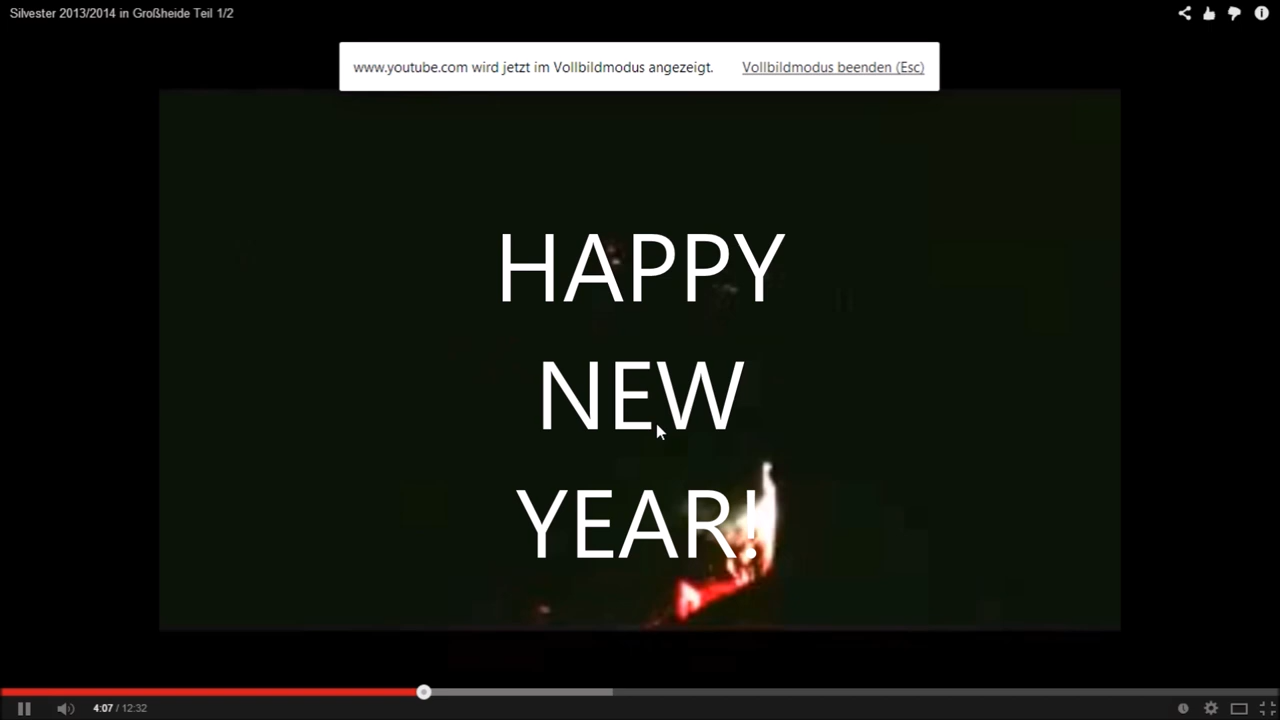 Silvester 2013/2014 in Großheide Teil 1/2
www.youtube.com wird jetzt im Vollbildmodus angezeigt. Vollbildmodus beenden (Esc)
HAPPY
NEW
YEAR!
4:07 / 12:32